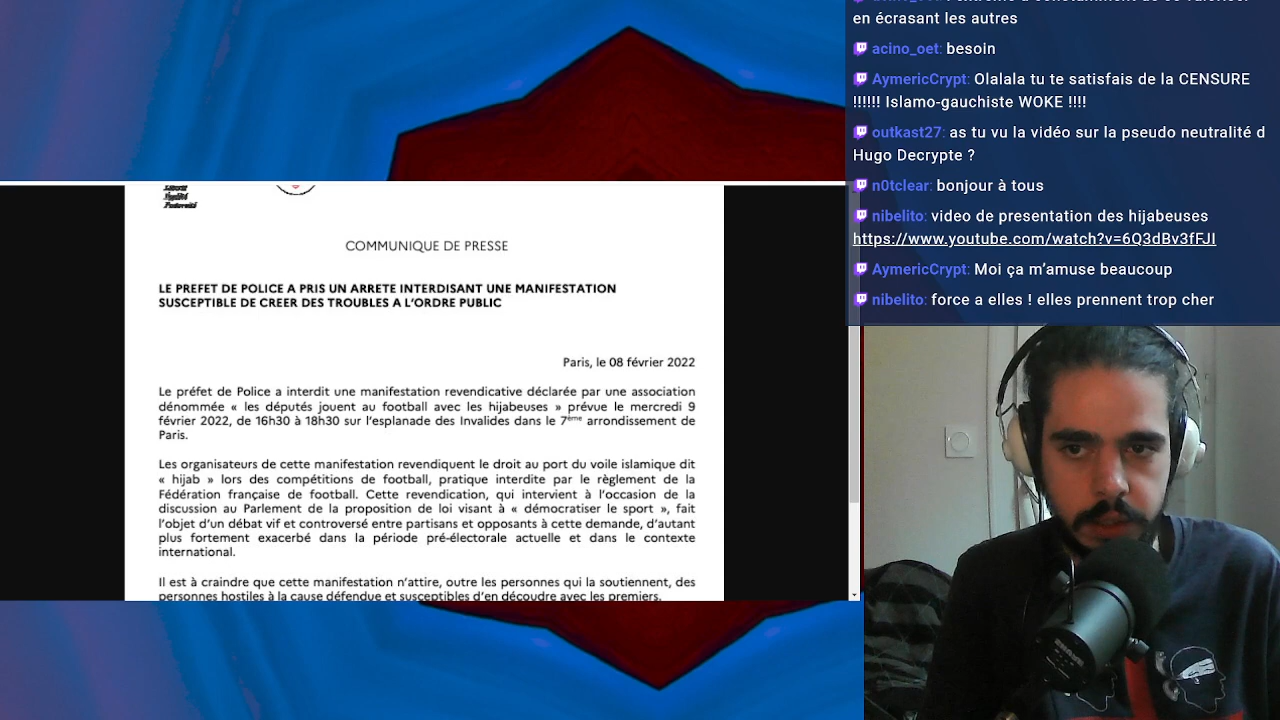 en écrasant les autres
acino_oet: besoin
AymericCrypt: Olalala tu te satisfais de la CENSURE
!!!!!! Islamo-gauchiste WOKE !!!!
outkast27: as tu vu la vidéo sur la pseudo neutralité d
Hugo Decrypte ?
n0tclear: bonjour à tous
nibelito: video de presentation des hijabeuses
https://www.youtube.com/watch?v=6Q3dBv3fFJI
AymericCrypt: Moi ça m’amuse beaucoup
nibelito: force a elles ! elles prennent trop cher
Égalité
Fraternité
COMMUNIQUE DE PRESSE
LE PREFET DE POLICE A PRIS UN ARRETE INTERDISANT UNE MANIFESTATION
SUSCEPTIBLE DE CREER DES TROUBLES A L’ORDRE PUBLIC
Paris, le 08 février 2022
Le préfet de Police a interdit une manifestation revendicative déclarée par une association
dénommée « les députés jouent au football avec les hijabeuses » prévue le mercredi 9
février 2022, de 16h30 à 18h30 sur l’esplanade des Invalides dans le 7ème arrondissement de
Paris.
Les organisateurs de cette manifestation revendiquent le droit au port du voile islamique dit
« hijab » lors des compétitions de football, pratique interdite par le règlement de la
Fédération française de football. Cette revendication, qui intervient à l’occasion de la
discussion au Parlement de la proposition de loi visant à « démocratiser le sport », fait
l’objet d’un débat vif et controversé entre partisans et opposants à cette demande, d’autant
plus fortement exacerbé dans la période pré-électorale actuelle et dans le contexte
international.
Il est à craindre que cette manifestation n’attire, outre les personnes qui la soutiennent, des
personnes hostiles à la cause défendue et susceptibles d’en découdre avec les premiers.